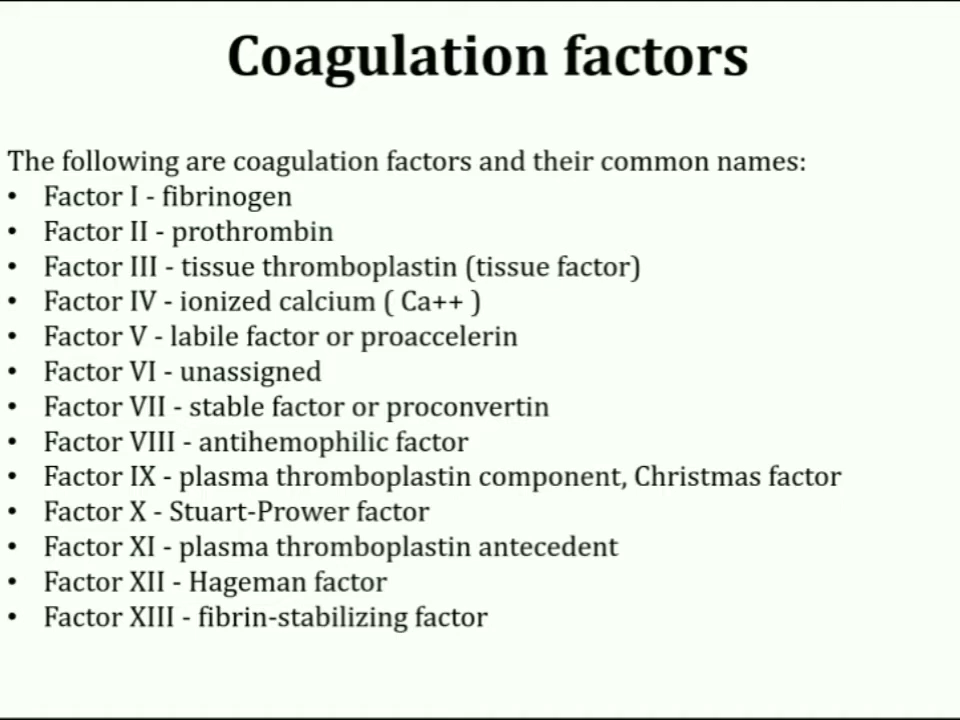 Coagulation factors
The following are coagulation factors and their common names:
• Factor I - fibrinogen
• Factor II - prothrombin
• Factor III - tissue thromboplastin (tissue factor)
• Factor IV - ionized calcium ( Ca++ )
• Factor V - labile factor or proaccelerin
• Factor VI - unassigned
• Factor VII - stable factor or proconvertin
• Factor VIII - antihemophilic factor
• Factor IX - plasma thromboplastin component, Christmas factor
• Factor X - Stuart-Prower factor
• Factor XI - plasma thromboplastin antecedent
• Factor XII - Hageman factor
• Factor XIII - fibrin-stabilizing factor